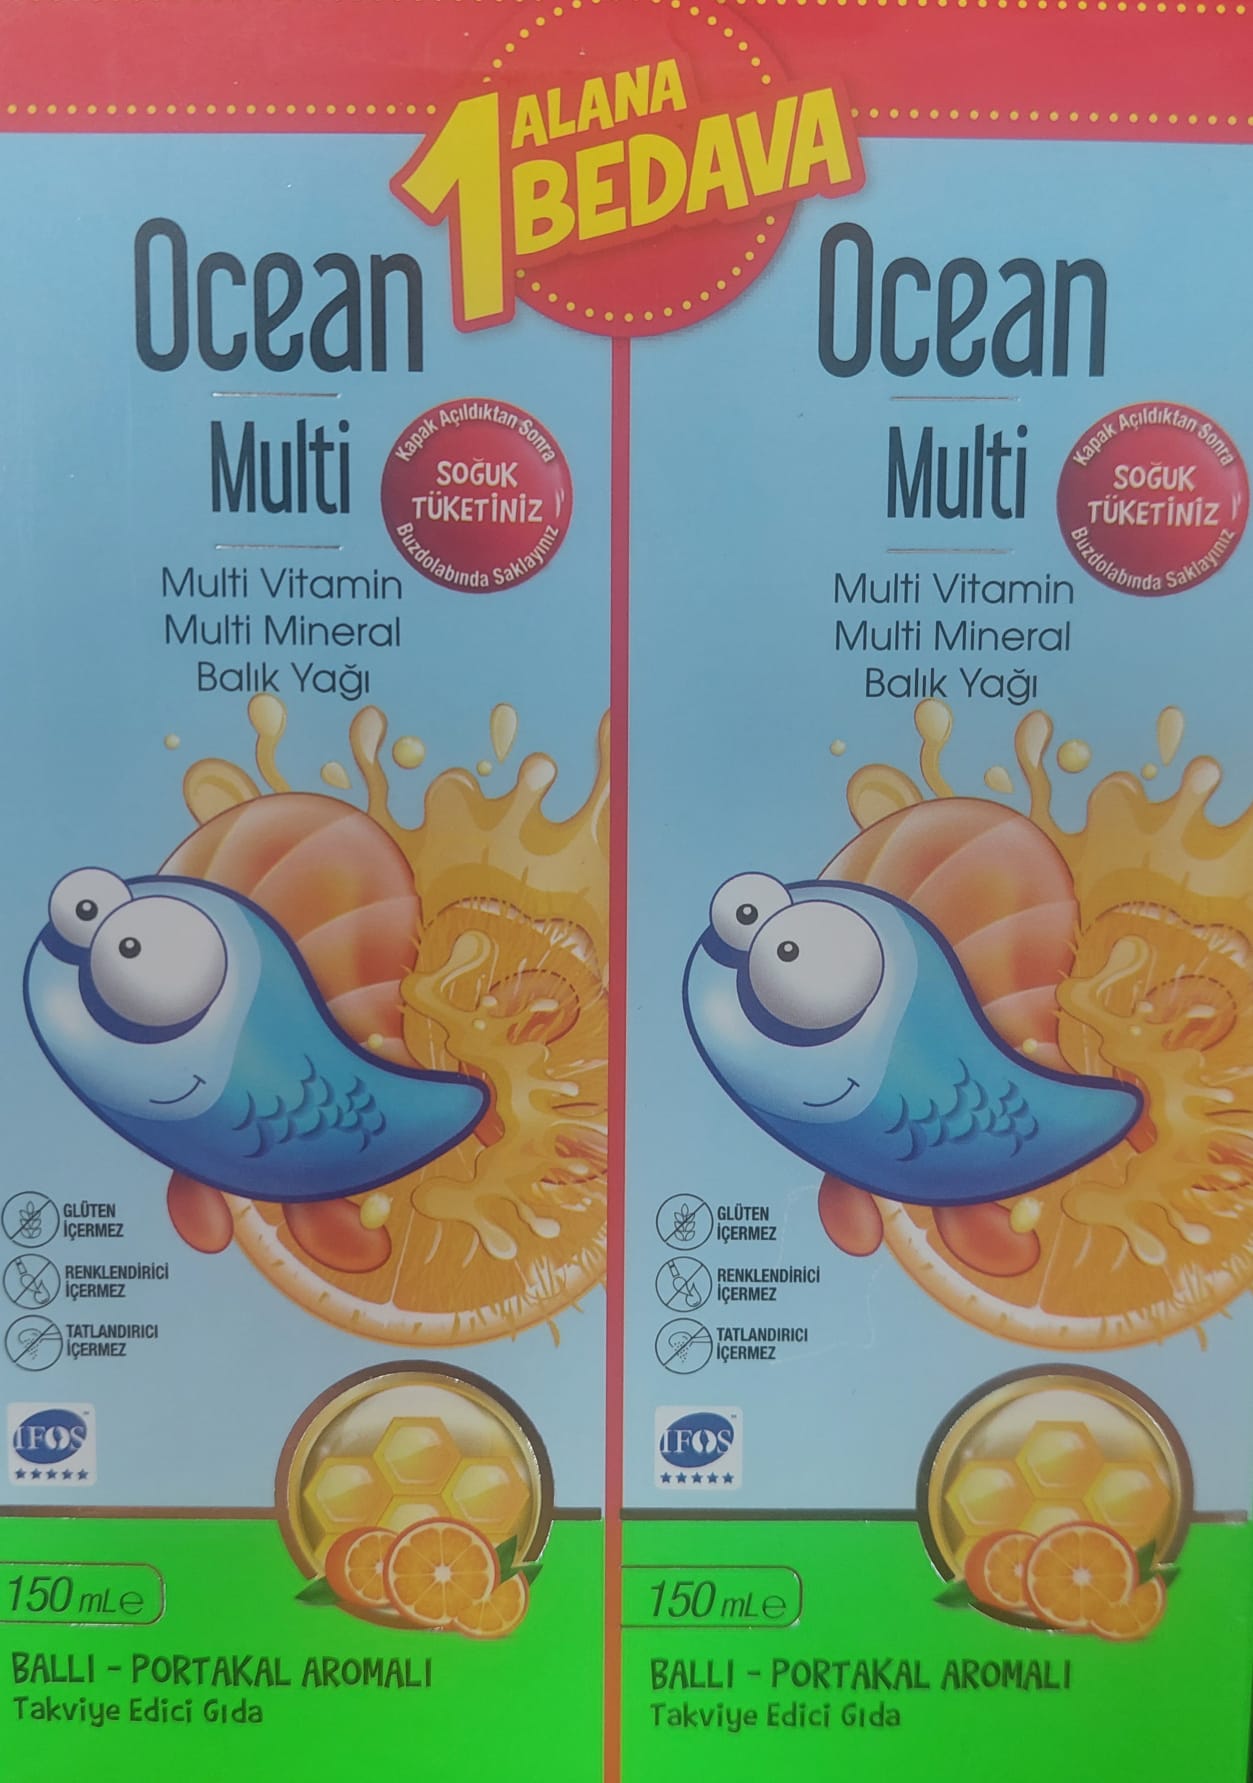 1 ALANA
BEDAVA
Ocean
Multi
Kapak Açıldıktan Sonra
SOĞUK
TÜKETİNİZ
Buzdolabında Saklayınız
Multi Vitamin
Multi Mineral
Balık Yağı
GLÜTEN
İÇERMEZ
RENKLENDİRİCİ
İÇERMEZ
TATLANDIRICI
İÇERMEZ
IFOS
150 mL e
BALLI - PORTAKAL AROMALI
Takviye Edici Gıda
Ocean
Multi
Kapak Açıldıktan Sonra
SOĞUK
TÜKETİNİZ
Buzdolabında Saklayınız
Multi Vitamin
Multi Mineral
Balık Yağı
GLÜTEN
İÇERMEZ
RENKLENDİRİCİ
İÇERMEZ
TATLANDIRICI
İÇERMEZ
IFOS
150 mL e
BALLI - PORTAKAL AROMALI
Takviye Edici Gıda